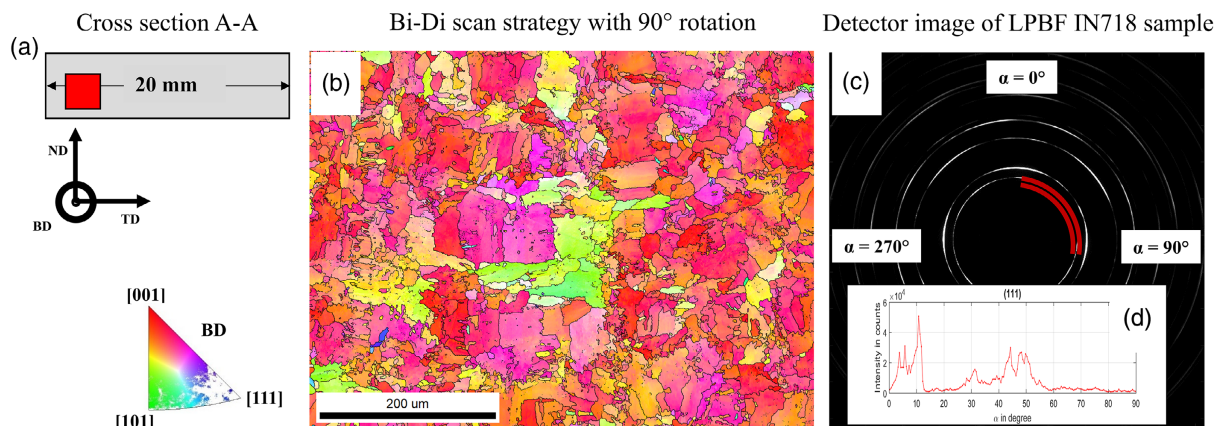 Cross section A-A
Bi-Di scan strategy with 90° rotation
Detector image of LPBF IN718 sample
(a)
20 mm
ND
BD
TD
[001]
BD
[111]
[101]
(b)
200 um
(c)
α = 0°
α = 270°
α = 90°
(d)
×10⁴
(111)
Intensity in counts
6
4
2
0
0 10 20 30 40 50 60 70 80 90
α in degree